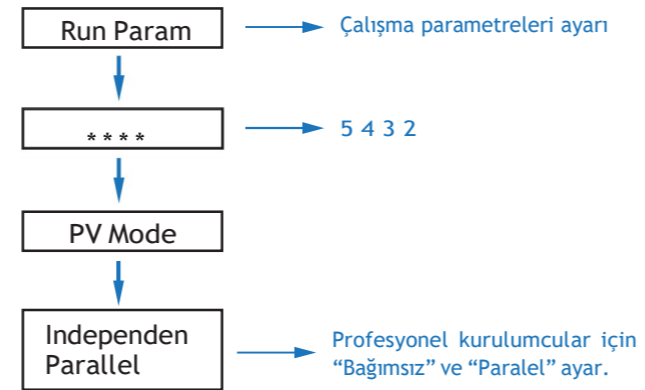 Run Param
Çalışma parametreleri ayarı
****
5 4 3 2
PV Mode
Independen
Parallel
Profesyonel kurulumcular için
“Bağımsız” ve “Paralel” ayar.